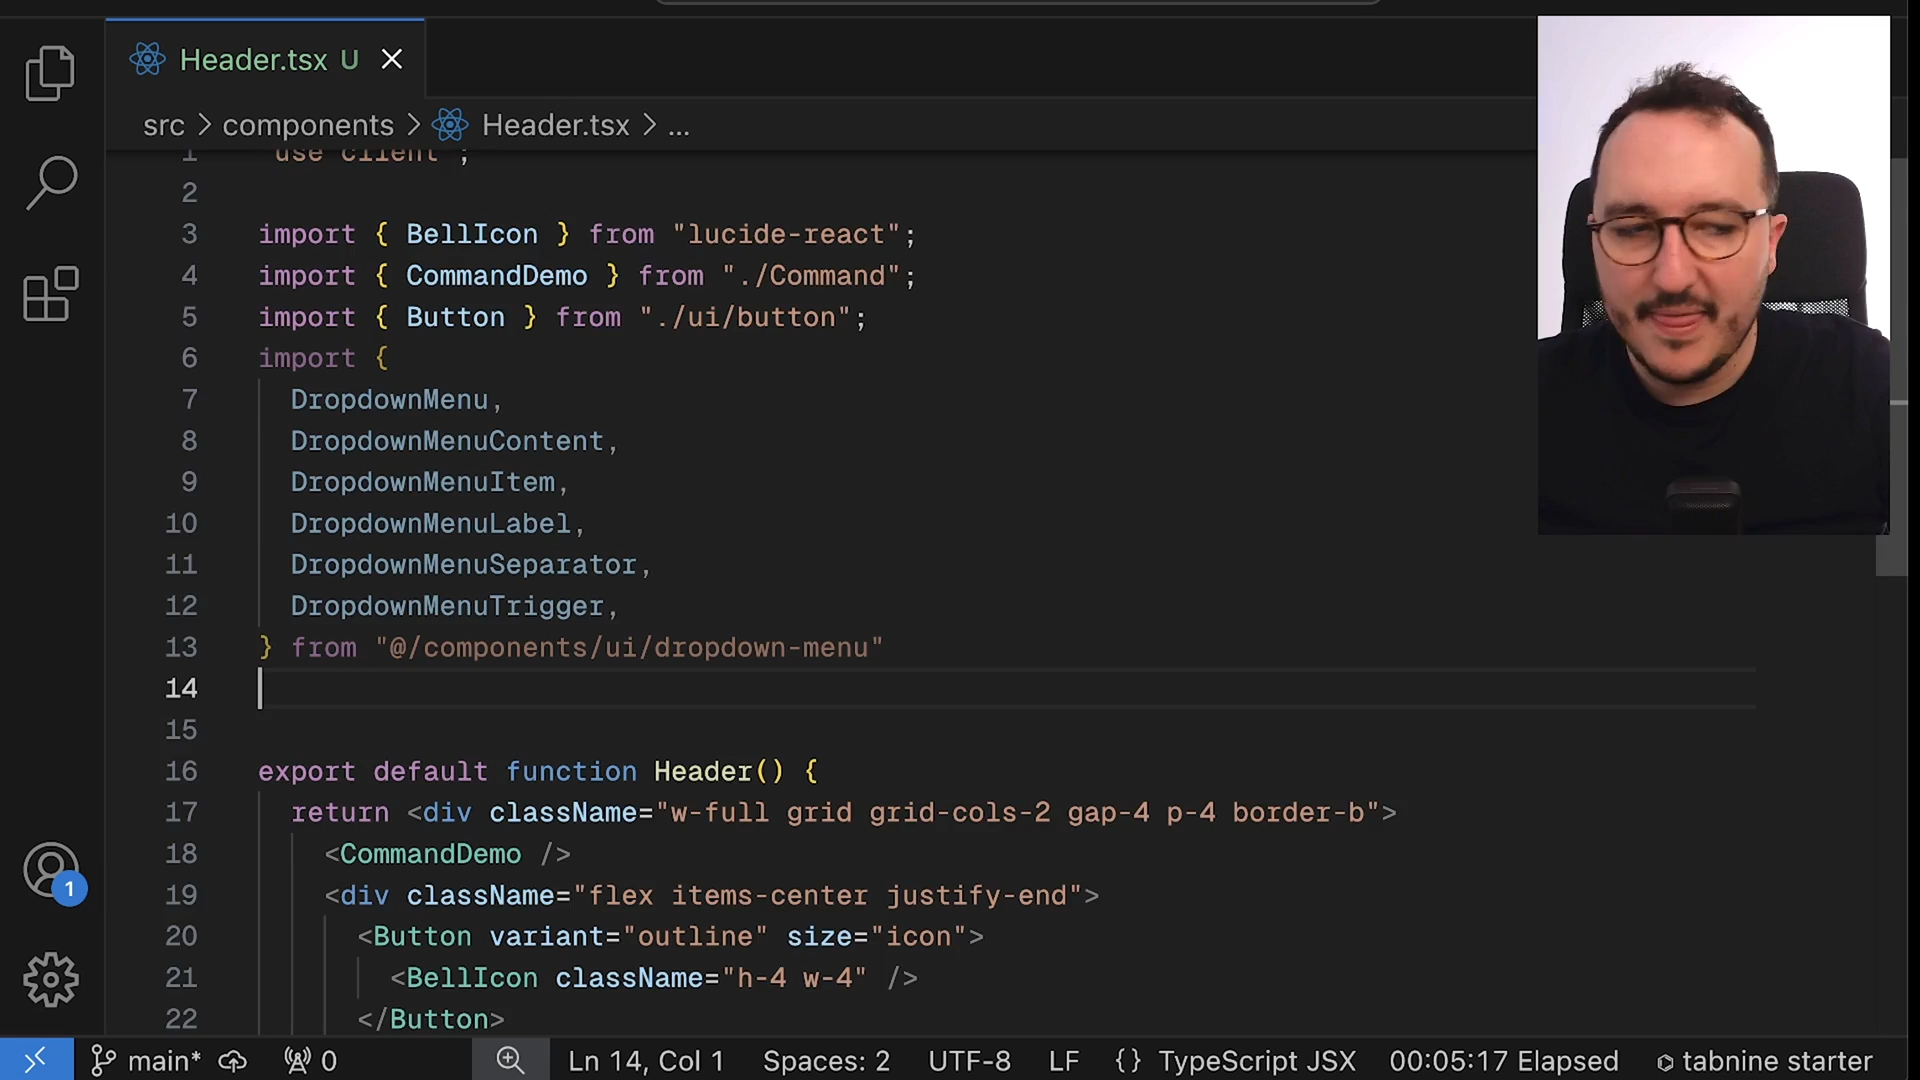 Header.tsx U
src > components > Header.tsx > ...
1 "use client";
2
3 import { BellIcon } from "lucide-react";
4 import { CommandDemo } from "./Command";
5 import { Button } from "./ui/button";
6 import {
7 DropdownMenu,
8 DropdownMenuContent,
9 DropdownMenuItem,
10 DropdownMenuLabel,
11 DropdownMenuSeparator,
12 DropdownMenuTrigger,
13 } from "@/components/ui/dropdown-menu"
14
15
16 export default function Header() {
17 return <div className="w-full grid grid-cols-2 gap-4 p-4 border-b">
18 <CommandDemo />
19 <div className="flex items-center justify-end">
20 <Button variant="outline" size="icon">
21 <BellIcon className="h-4 w-4" />
22 </Button>
1
main* 0 Ln 14, Col 1 Spaces: 2 UTF-8 LF {} TypeScript JSX 00:05:17 Elapsed tabnine starter